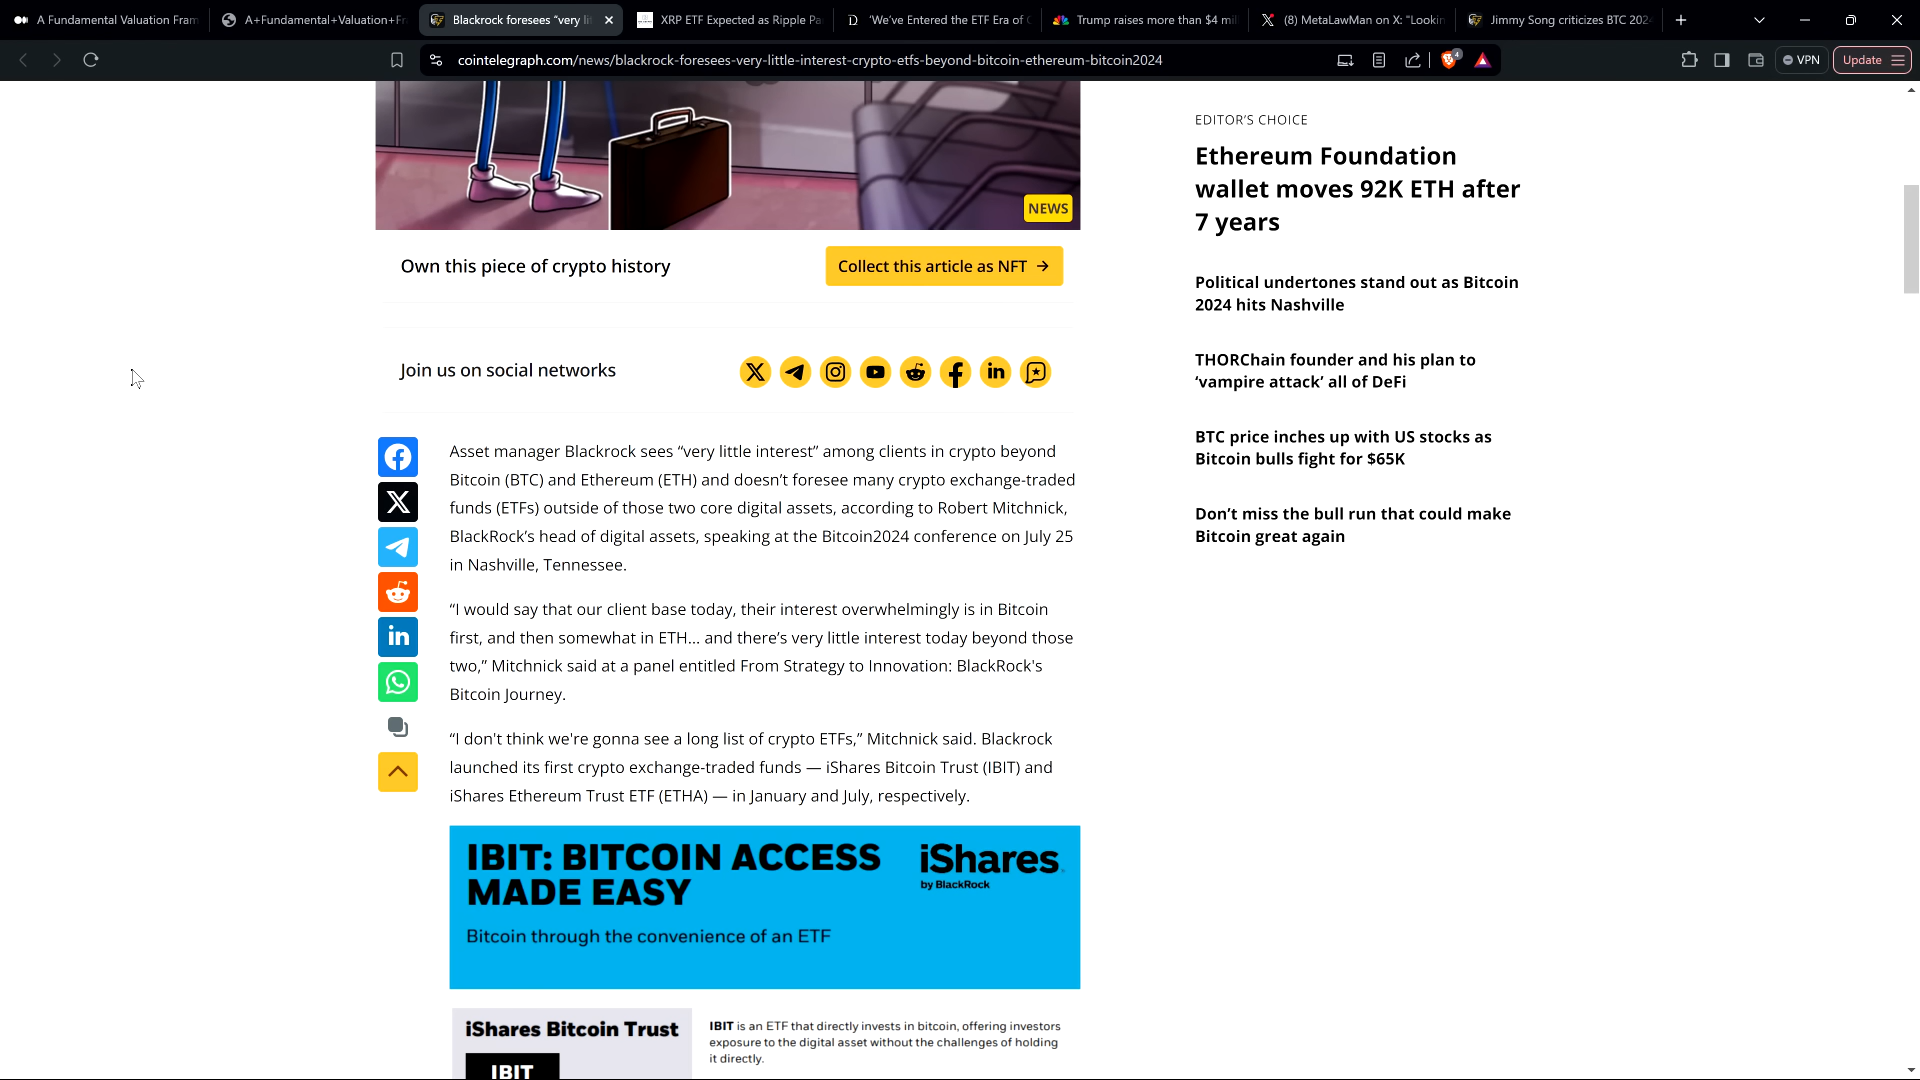 A Fundamental Valuation Fram
A+Fundamental+Valuation+Fr
Blackrock foresees “very li
XRP ETF Expected as Ripple Pa
‘We’ve Entered the ETF Era of C
Trump raises more than $4 mil
(8) MetaLawMan on X: "Lookin
Jimmy Song criticizes BTC 202
cointelegraph.com/news/blackrock-foresees-very-little-interest-crypto-etfs-beyond-bitcoin-ethereum-bitcoin2024
4
VPN
Update
NEWS
Own this piece of crypto history
Collect this article as NFT →
Join us on social networks
Asset manager Blackrock sees “very little interest” among clients in crypto beyond
Bitcoin (BTC) and Ethereum (ETH) and doesn’t foresee many crypto exchange-traded
funds (ETFs) outside of those two core digital assets, according to Robert Mitchnick,
BlackRock’s head of digital assets, speaking at the Bitcoin2024 conference on July 25
in Nashville, Tennessee.
“I would say that our client base today, their interest overwhelmingly is in Bitcoin
first, and then somewhat in ETH... and there’s very little interest today beyond those
two,” Mitchnick said at a panel entitled From Strategy to Innovation: BlackRock's
Bitcoin Journey.
“I don't think we're gonna see a long list of crypto ETFs,” Mitchnick said. Blackrock
launched its first crypto exchange-traded funds — iShares Bitcoin Trust (IBIT) and
iShares Ethereum Trust ETF (ETHA) — in January and July, respectively.
IBIT: BITCOIN ACCESS
MADE EASY
Bitcoin through the convenience of an ETF
iShares
by BlackRock
iShares Bitcoin Trust
IBIT
IBIT is an ETF that directly invests in bitcoin, offering investors
exposure to the digital asset without the challenges of holding
it directly.
EDITOR’S CHOICE
Ethereum Foundation
wallet moves 92K ETH after
7 years
Political undertones stand out as Bitcoin
2024 hits Nashville
THORChain founder and his plan to
‘vampire attack’ all of DeFi
BTC price inches up with US stocks as
Bitcoin bulls fight for $65K
Don’t miss the bull run that could make
Bitcoin great again